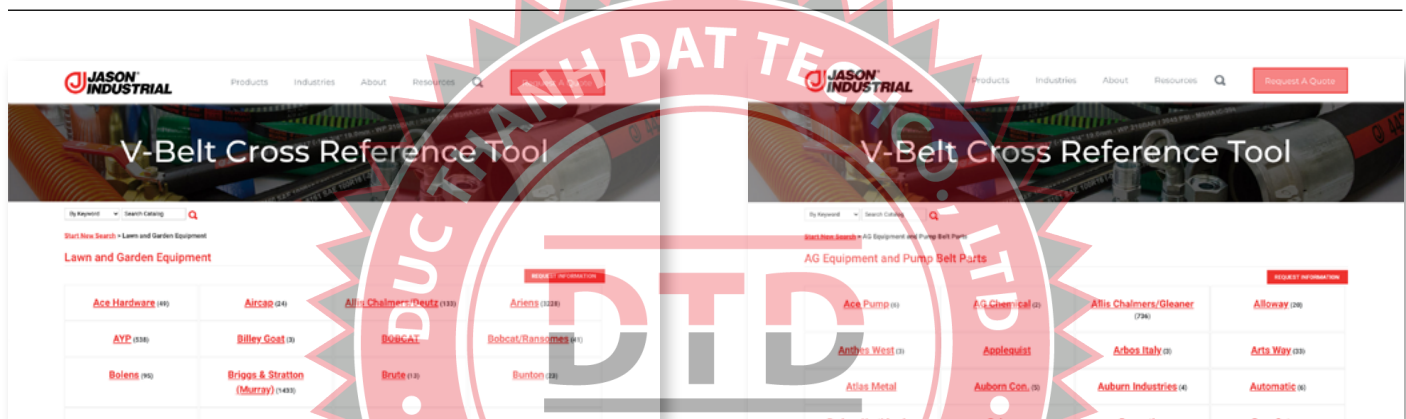 JASON
INDUSTRIAL
Products Industries About Resources
Request A Quote
V-Belt Cross Reference Tool
By Keyword Search Catalog
Start New Search » Lawn and Garden Equipment
Lawn and Garden Equipment
REQUEST INFORMATION
Ace Hardware (49) Aircap (24) Allis Chalmers/Deutz (133) Ariens (3228)
AYP (538) Billey Goat (3) BOBCAT Bobcat/Ransomes (41)
Bolens (95) Briggs & Stratton (Murray) (1433) Brute (13) Bunton (33)
JASON
INDUSTRIAL
Products Industries About Resources
Request A Quote
V-Belt Cross Reference Tool
By Keyword Search Catalog
Start New Search » AG Equipment and Pump Belt Parts
AG Equipment and Pump Belt Parts
REQUEST INFORMATION
Ace Pump (6) AG Chemical (2) Allis Chalmers/Gleaner (736) Alloway (20)
Anthes West (3) Applequist Arbos Italy (3) Arts Way (33)
Atlas Metal Auborn Con. (5) Auburn Industries (4) Automatic (6)
DUC THANH DAT TECH CO.; LTD
DTD